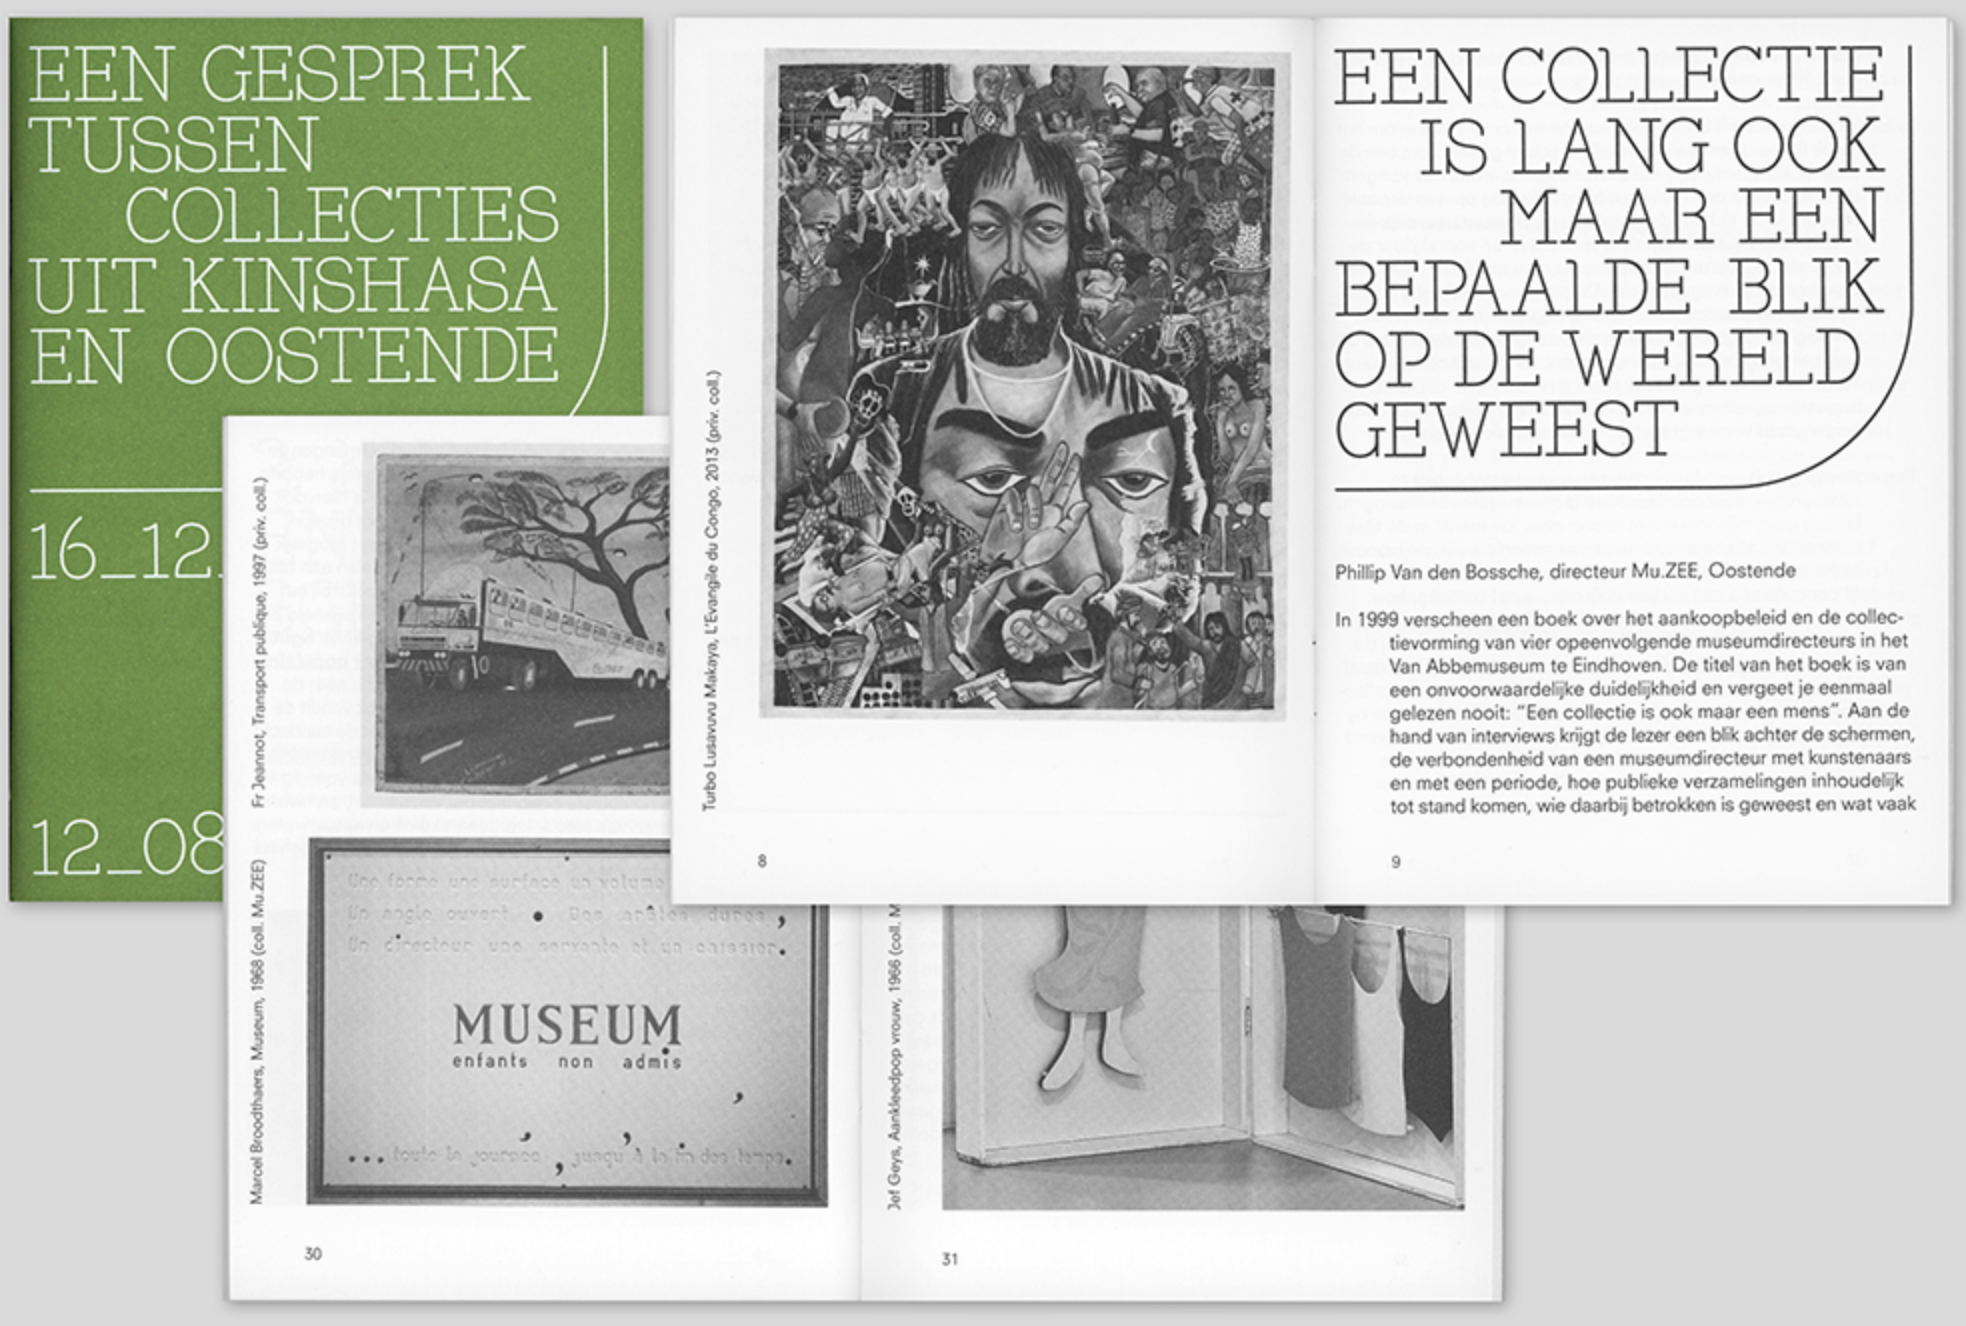 EEN GESPREK
TUSSEN
COLLECTIES
UIT KINSHASA
EN OOSTENDE
16_12
12_08
Turbo Lusavuvu Makaya, L'Evangile du Congo, 2013 (priv. coll.)
8
EEN COLLECTIE
IS LANG OOK
MAAR EEN
BEPAALDE BLIK
OP DE WERELD
GEWEEST
Phillip Van den Bossche, directeur Mu.ZEE, Oostende
In 1999 verscheen een boek over het aankoopbeleid en de collec-
tievorming van vier opeenvolgende museumdirecteurs in het
Van Abbemuseum te Eindhoven. De titel van het boek is van
een onvoorwaardelijke duidelijkheid en vergeet je eenmaal
gelezen nooit: “Een collectie is ook maar een mens”. Aan de
hand van interviews krijgt de lezer een blik achter de schermen,
de verbondenheid van een museumdirecteur met kunstenaars
en met een periode, hoe publieke verzamelingen inhoudelijk
tot stand komen, wie daarbij betrokken is geweest en wat vaak
9
Fr Jeannot, Transport publique, 1997 (priv. coll.)
Marcel Broodthaers, Museum, 1968 (coll. Mu.ZEE)
Une forme une surface un volume
Un angle ouvert • Des arêtes dures,
Un directeur une servante et un caissier.
MUSEUM
enfants non admis
... toute la journée, jusqu'à la fin des temps.
30
Jef Geys, Aankleedpop vrouw, 1966 (coll. M
31